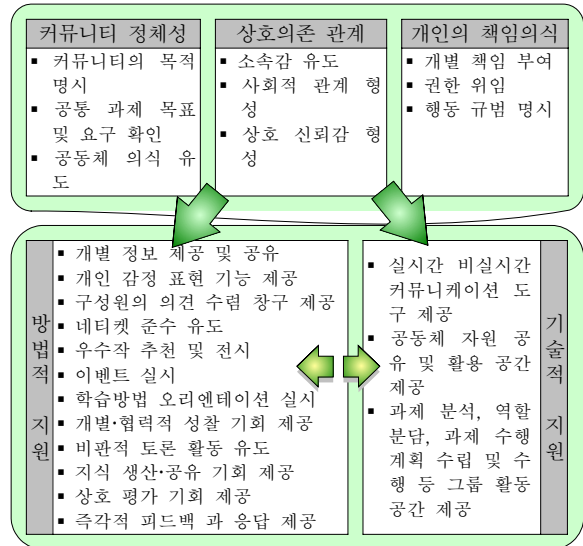 커뮤니티 정체성
▪ 커뮤니티의 목적
명시
▪ 공통 과제 목표
및 요구 확인
▪ 공동체 의식 유
도
상호의존 관계
▪ 소속감 유도
▪ 사회적 관계 형
성
▪ 상호 신뢰감 형
성
개인의 책임의식
▪ 개별 책임 부여
▪ 권한 위임
▪ 행동 규범 명시
방
법
적
지
원
▪ 개별 정보 제공 및 공유
▪ 개인 감정 표현 기능 제공
▪ 구성원의 의견 수렴 창구 제공
▪ 네티켓 준수 유도
▪ 우수작 추천 및 전시
▪ 이벤트 실시
▪ 학습방법 오리엔테이션 실시
▪ 개별·협력적 성찰 기회 제공
▪ 비판적 토론 활동 유도
▪ 지식 생산·공유 기회 제공
▪ 상호 평가 기회 제공
▪ 즉각적 피드백 과 응답 제공
▪ 실시간 비실시간
커뮤니케이션 도
구 제공
▪ 공동체 자원 공
유 및 활용 공간
제공
▪ 과제 분석, 역할
분담, 과제 수행
계획 수립 및 수
행 등 그룹 활동
공간 제공
기
술
적
지
원